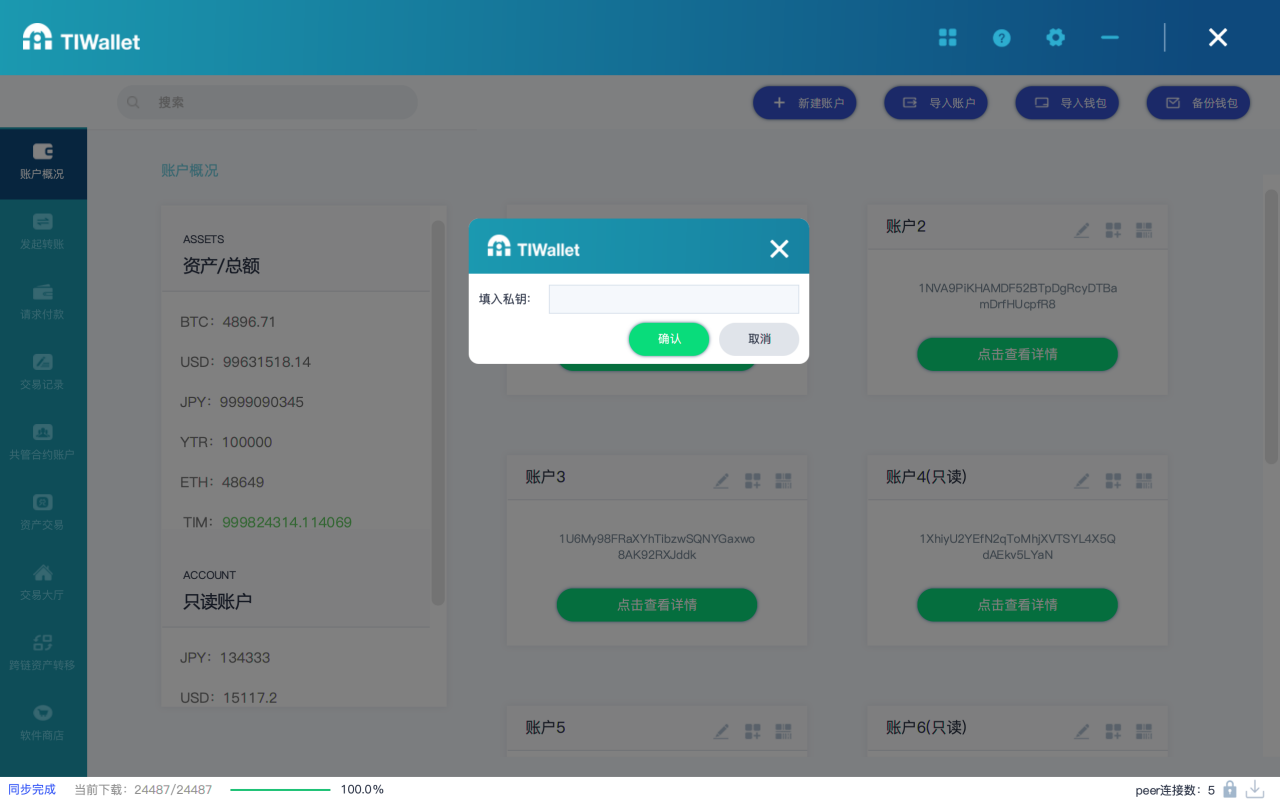 TIWallet
搜索
新建账户
导入账户
导入钱包
备份钱包
账户概况
发起转账
请求付款
交易记录
共管合约账户
资产交易
交易大厅
跨链资产转移
软件商店
账户概况
ASSETS
资产/总额
BTC：4896.71
USD：99631518.14
JPY：9999090345
YTR：100000
ETH：48649
TIM：999824314.114069
ACCOUNT
只读账户
JPY：134333
USD：15117.2
TIWallet
填入私钥：
确认
取消
账户2
1NVA9PiKHAMDF52BTpDgRcyDTBa
mDrfHUcpfR8
点击查看详情
账户3
1U6My98FRaXYhTibzwSQNYGaxwo
8AK92RXJddk
点击查看详情
账户4(只读)
1XhiyU2YEfN2qToMhjXVTSYL4X5Q
dAEkv5LYaN
点击查看详情
账户5
账户6(只读)
同步完成
当前下载：24487/24487
100.0%
peer连接数：5